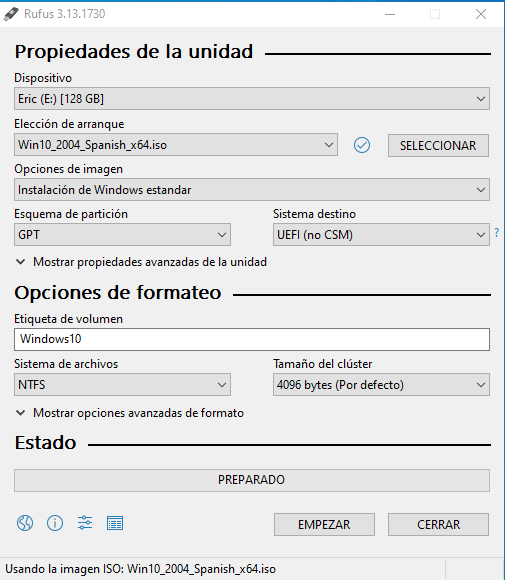 Rufus 3.13.1730
Propiedades de la unidad
Dispositivo
Eric (E:) [128 GB]
Elección de arranque
Win10_2004_Spanish_x64.iso
SELECCIONAR
Opciones de imagen
Instalación de Windows estandar
Esquema de partición
Sistema destino
GPT
UEFI (no CSM)
?
Mostrar propiedades avanzadas de la unidad
Opciones de formateo
Etiqueta de volumen
Windows10
Sistema de archivos
Tamaño del clúster
NTFS
4096 bytes (Por defecto)
Mostrar opciones avanzadas de formato
Estado
PREPARADO
EMPEZAR
CERRAR
Usando la imagen ISO: Win10_2004_Spanish_x64.iso